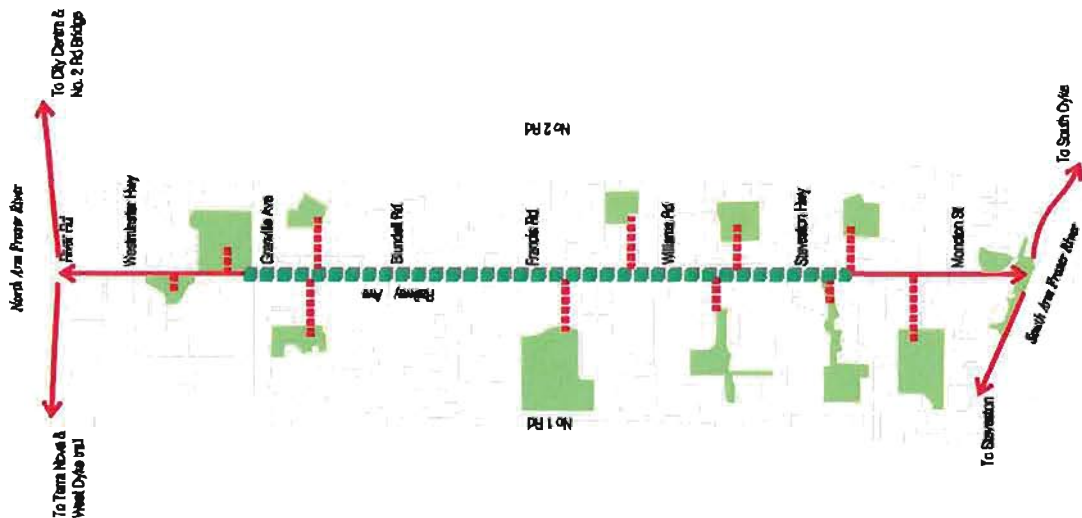 To City Centre &
No. 2 Rd Bridge
North Arm Fraser River
River Rd
Westminster Hwy
Granville Ave
Blundell Rd
Francis Rd
Williams Rd
Steveston Hwy
Moncton St
No 2 Rd
No 1 Rd
To South Dyke
South Arm Fraser River
To Steveston
To Terra Nova &
West Dyke trail